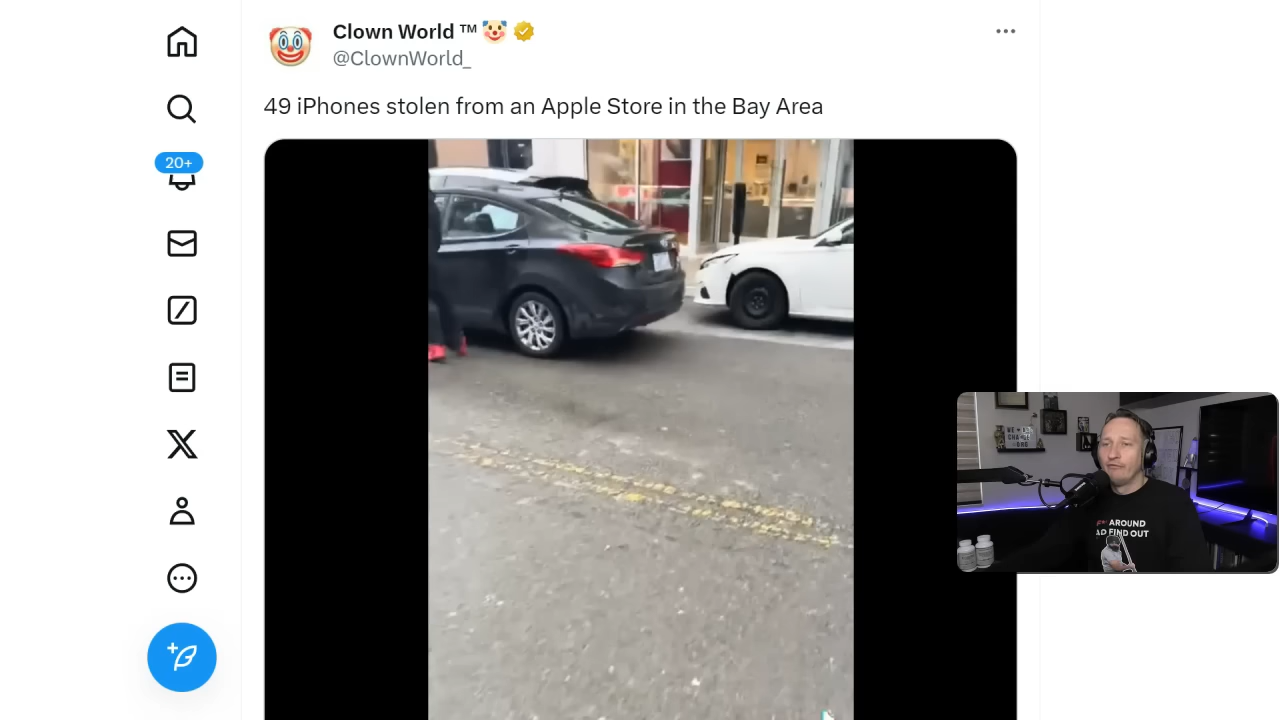 Clown World ™ 🤡
@ClownWorld_
49 iPhones stolen from an Apple Store in the Bay Area
20+
AROUND
FIND OUT